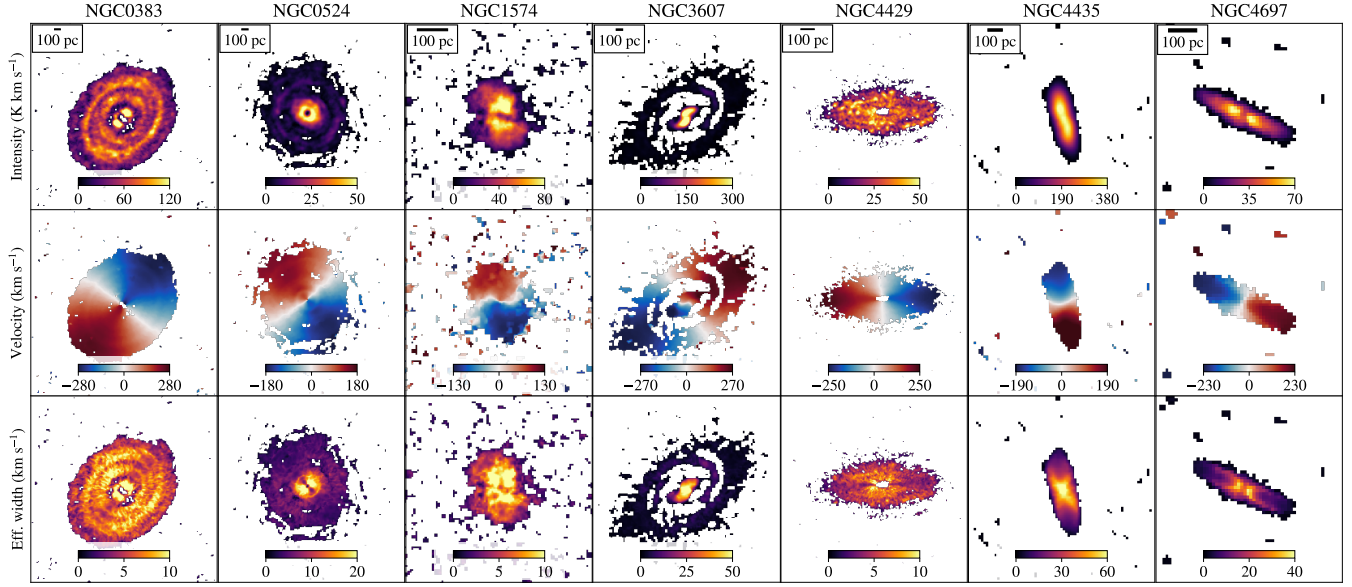 NGC0383 NGC0524 NGC1574 NGC3607 NGC4429 NGC4435 NGC4697
100 pc 100 pc 100 pc 100 pc 100 pc 100 pc 100 pc
Intensity (K km s⁻¹)
0 60 120 0 25 50 0 40 80 0 150 300 0 25 50 0 190 380 0 35 70
Velocity (km s⁻¹)
−280 0 280 −180 0 180 −130 0 130 −270 0 270 −250 0 250 −190 0 190 −230 0 230
Eff. width (km s⁻¹)
0 5 10 0 10 20 0 5 10 0 25 50 0 5 10 0 30 60 0 20 40